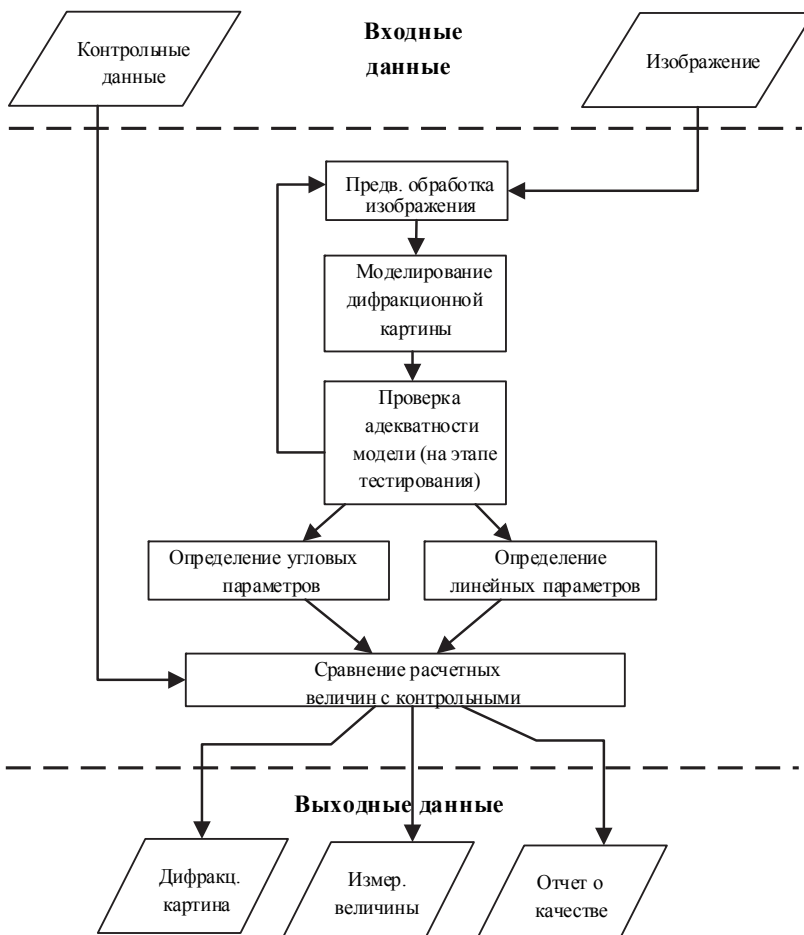 Контрольные
данные
Входные
данные
Изображение
Предв. обработка
изображения
Моделирование
дифракционной
картины
Проверка
адекватности
модели (на этапе
тестирования)
Определение угловых
параметров
Определение
линейных параметров
Сравнение расчетных
величин с контрольными
Выходные данные
Дифракц.
картина
Измер.
величины
Отчет о
качестве